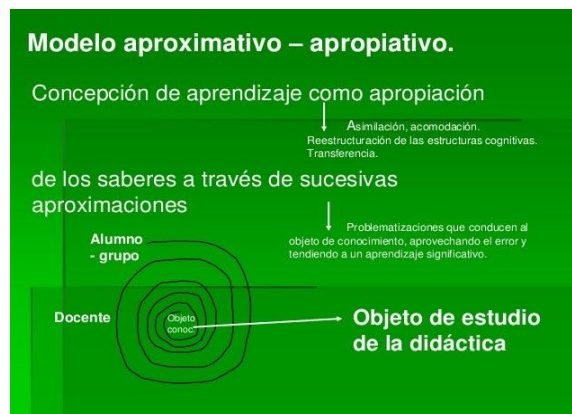 Modelo aproximativo – apropiativo.
Concepción de aprendizaje como apropiación
Asimilación, acomodación.
Reestructuración de las estructuras cognitivas.
Transferencia.
de los saberes a través de sucesivas
aproximaciones
Problematizaciones que conducen al
objeto de conocimiento, aprovechando el error y
tendiendo a un aprendizaje significativo.
Alumno
- grupo
Docente
Objeto
conoc.
Objeto de estudio
de la didáctica